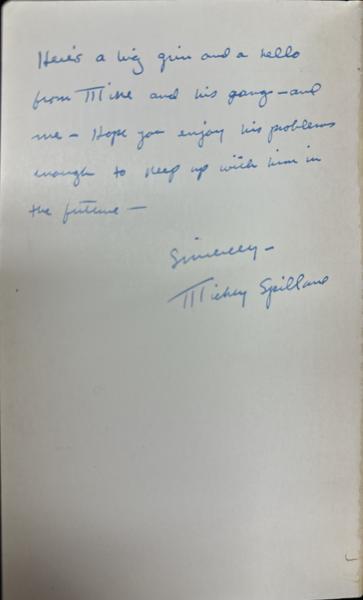 Here's a big grin and a hello
from Mike and his gang - and
me - Hope you enjoy his problems
enough to keep up with him in
the future -
Sincerely -
Mickey Spillane